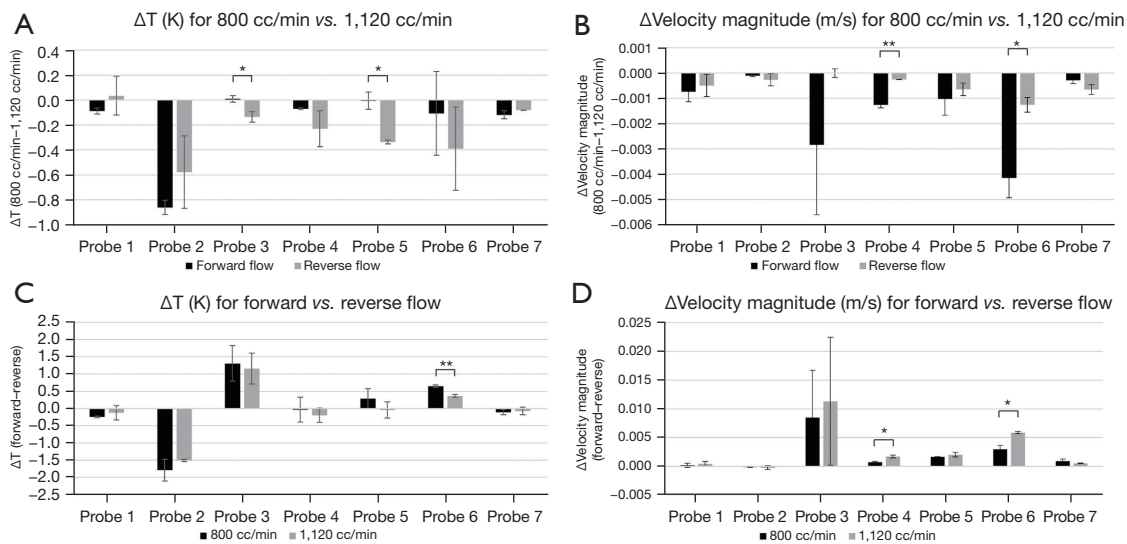 A
ΔT (K) for 800 cc/min vs. 1,120 cc/min
ΔT (K)
(800 cc/min–1,120 cc/min)
0.4
0.2
0.0
−0.2
−0.4
−0.6
−0.8
−1.0
*
*
Probe 1 Probe 2 Probe 3 Probe 4 Probe 5 Probe 6 Probe 7
Forward flow Reverse flow
B
ΔVelocity magnitude (m/s) for 800 cc/min vs. 1,120 cc/min
ΔVelocity magnitude
(800 cc/min–1,120 cc/min)
0.001
0.000
−0.001
−0.002
−0.003
−0.004
−0.005
−0.006
**
*
Probe 1 Probe 2 Probe 3 Probe 4 Probe 5 Probe 6 Probe 7
Forward flow Reverse flow
C
ΔT (K) for forward vs. reverse flow
ΔT (forward–reverse)
2.5
2.0
1.5
1.0
0.5
0.0
−0.5
−1.0
−1.5
−2.0
−2.5
**
Probe 1 Probe 2 Probe 3 Probe 4 Probe 5 Probe 6 Probe 7
800 cc/min 1,120 cc/min
D
ΔVelocity magnitude (m/s) for forward vs. reverse flow
ΔVelocity magnitude
(forward–reverse)
0.025
0.020
0.015
0.010
0.005
0.000
−0.005
*
*
Probe 1 Probe 2 Probe 3 Probe 4 Probe 5 Probe 6 Probe 7
800 cc/min 1,120 cc/min